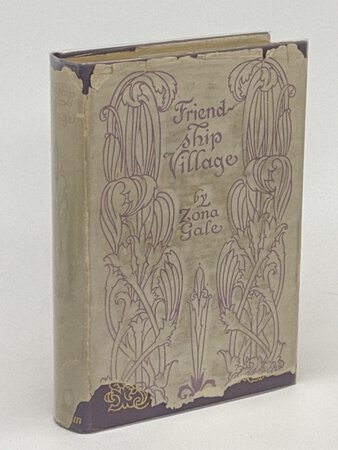 Friend-
ship
Village
by
Zona
Gale